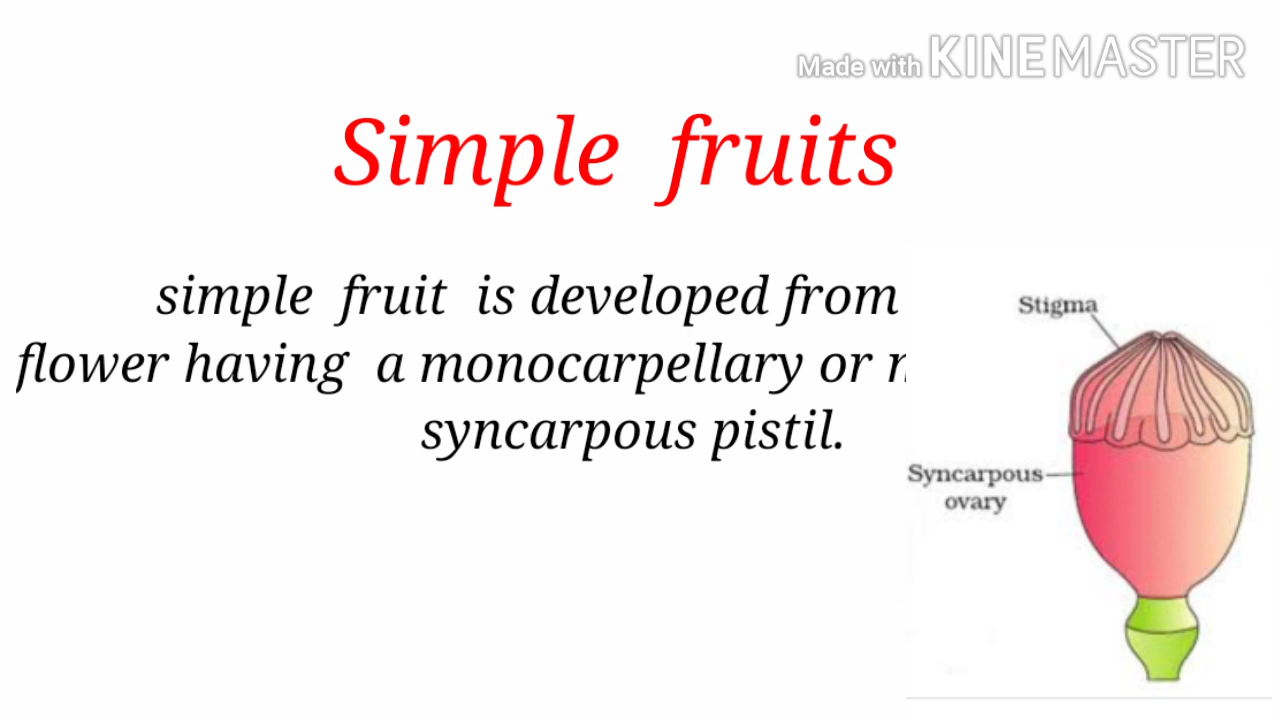 Made with KINEMASTER
Simple fruits
simple fruit is developed from
flower having a monocarpellary or
syncarpous pistil.
Stigma
Syncarpous
ovary